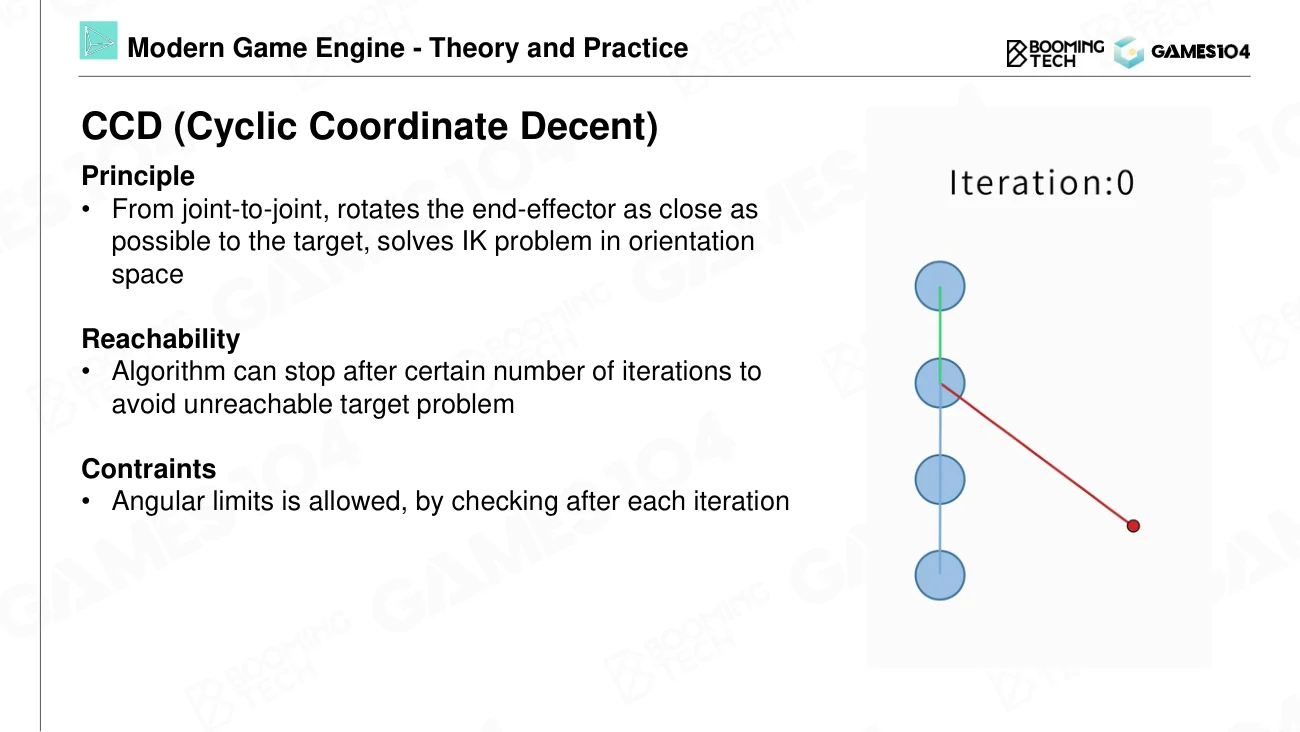 Modern Game Engine - Theory and Practice
BOOMING
TECH
GAMES104
CCD (Cyclic Coordinate Decent)
Principle
• From joint-to-joint, rotates the end-effector as close as
possible to the target, solves IK problem in orientation
space
Reachability
• Algorithm can stop after certain number of iterations to
avoid unreachable target problem
Contraints
• Angular limits is allowed, by checking after each iteration
Iteration:0